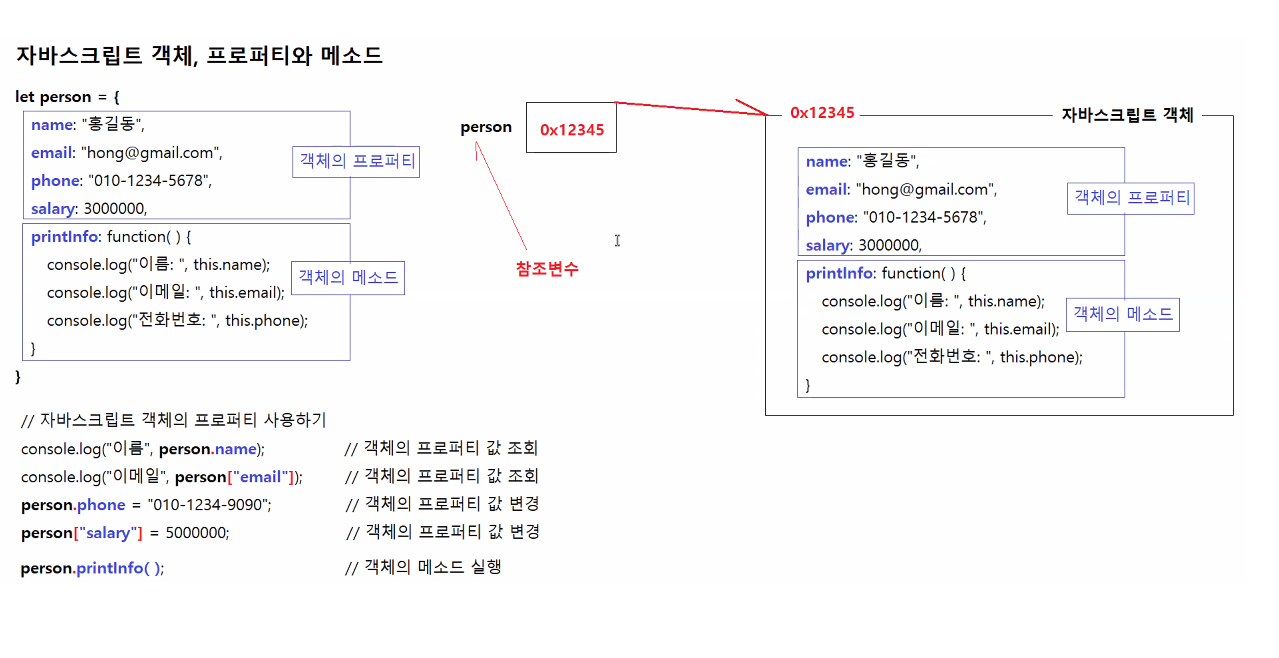 자바스크립트 객체, 프로퍼티와 메소드
let person = {
name: "홍길동",
email: "hong@gmail.com",
phone: "010-1234-5678",
salary: 3000000,
객체의 프로퍼티
printInfo: function( ) {
console.log("이름: ", this.name);
console.log("이메일: ", this.email);
console.log("전화번호: ", this.phone);
}
객체의 메소드
}
person
0x12345
참조변수
0x12345
자바스크립트 객체
name: "홍길동",
email: "hong@gmail.com",
phone: "010-1234-5678",
salary: 3000000,
객체의 프로퍼티
printInfo: function( ) {
console.log("이름: ", this.name);
console.log("이메일: ", this.email);
console.log("전화번호: ", this.phone);
}
객체의 메소드
// 자바스크립트 객체의 프로퍼티 사용하기
console.log("이름", person.name); // 객체의 프로퍼티 값 조회
console.log("이메일", person["email"]); // 객체의 프로퍼티 값 조회
person.phone = "010-1234-9090"; // 객체의 프로퍼티 값 변경
person["salary"] = 5000000; // 객체의 프로퍼티 값 변경
person.printInfo( ); // 객체의 메소드 실행